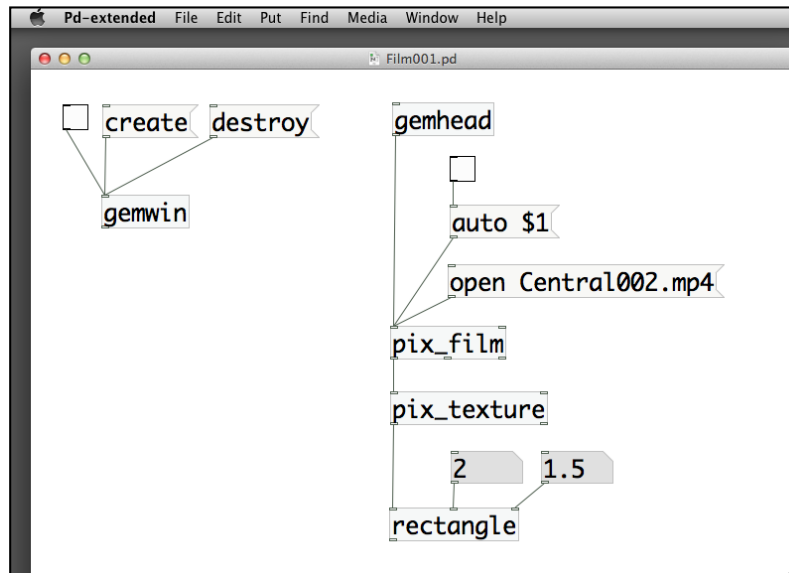 Pd-extended File Edit Put Find Media Window Help
Film001.pd
create destroy
gemwin
gemhead
auto $1
open Central002.mp4
pix_film
pix_texture
2 1.5
rectangle